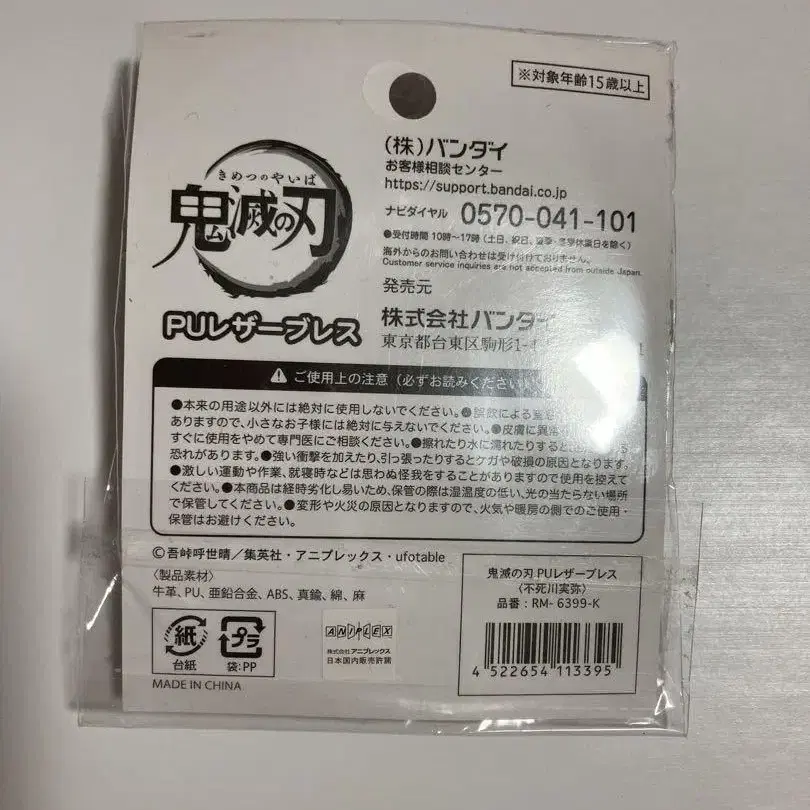 ※対象年齢15歳以上
きめつのやいば
鬼滅の刃
PUレザーブレス
(株)バンダイ
お客様相談センター
https://support.bandai.co.jp
ナビダイヤル 0570-041-101
●受付時間 10時～17時(土日、祝日、夏季・冬季休業日を除く)
海外からのお問い合わせは受け付けておりません。
Customer service inquiries are not accepted from outside Japan.
発売元
株式会社バンダイ
東京都台東区駒形1-
ご使用上の注意(必ずお読みください)
●本来の用途以外には絶対に使用しないでください。●誤飲による
ありますので、小さなお子様には絶対に与えないでください。●皮膚に異常
すぐに使用をやめて専門医にご相談ください。●擦れたり水に濡れたりすると
恐れがあります。●強い衝撃を加えたり、引っ張ったりするとケガや破損の原因となります。
●激しい運動や作業、就寝時などは思わぬ怪我をすることがありますので使用を控えて
ください。●本商品は経時劣化し易いため、保管の際は湿温度の低い、光の当たらない場所
で保管してください。●変形や火災の原因となりますので、火気や暖房の側でのご使用・
保管はお避けください。
©吾峠呼世晴／集英社・アニプレックス・ufotable
〈製品素材〉
牛革、PU、亜鉛合金、ABS、真鍮、綿、麻
紙
台紙
プラ
袋:PP
MADE IN CHINA
ANIPLEX
株式会社アニプレックス
日本国内販売許諾
鬼滅の刃 PUレザーブレス
〈不死川実弥〉
品番：RM-6399-K
4 522654 113395